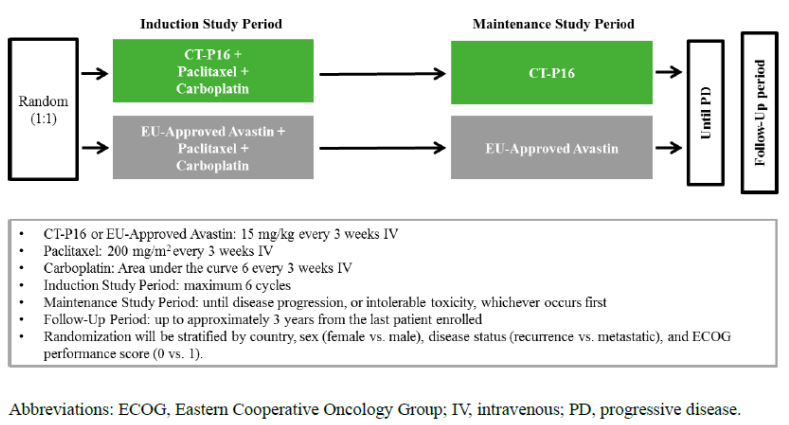 Induction Study Period
Maintenance Study Period
Random
(1:1)
CT-P16 +
Paclitaxel +
Carboplatin
CT-P16
EU-Approved Avastin +
Paclitaxel +
Carboplatin
EU-Approved Avastin
Until PD
Follow-Up period
• CT-P16 or EU-Approved Avastin: 15 mg/kg every 3 weeks IV
• Paclitaxel: 200 mg/m² every 3 weeks IV
• Carboplatin: Area under the curve 6 every 3 weeks IV
• Induction Study Period: maximum 6 cycles
• Maintenance Study Period: until disease progression, or intolerable toxicity, whichever occurs first
• Follow-Up Period: up to approximately 3 years from the last patient enrolled
• Randomization will be stratified by country, sex (female vs. male), disease status (recurrence vs. metastatic), and ECOG
performance score (0 vs. 1).
Abbreviations: ECOG, Eastern Cooperative Oncology Group; IV, intravenous; PD, progressive disease.